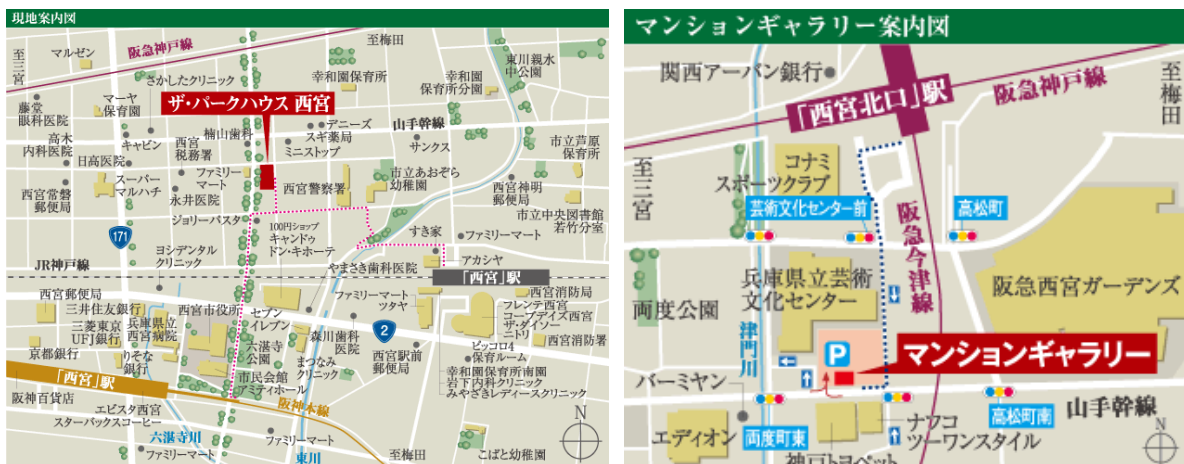 現地案内図
至三宮
マルゼン
阪急神戸線
至梅田
東川親水
中公園
さかしたクリニック
幸和園保育所
幸和園
保育所分園
藤堂
眼科医院
マーヤ
保育園
ザ・パークハウス 西宮
高木
内科医院
キャビン
西宮
税務署
楠山歯科
デニーズ
スギ薬局
ミニストップ
山手幹線
サンクス
市立芦原
保育所
日高医院
スーパー
マルハチ
ファミリー
マート
永井医院
西宮警察署
市立あおぞら
幼稚園
西宮神明
郵便局
西宮常磐
郵便局
ジョリーパスタ
市立中央図書館
若竹分室
171
100円ショップ
キャンドゥ
ドン・キホーテ
すき家
ファミリーマート
ヨシデンタル
クリニック
アカシヤ
JR神戸線
やまさき歯科医院
「西宮」駅
西宮郵便局
三井住友銀行
三菱東京
UFJ銀行
兵庫県立
西宮病院
西宮市役所
セブン
イレブン
ファミリーマート
ツタヤ
西宮消防局
フレンテ西宮
コープデイズ西宮
ザ・ダイソー
ニトリ
西宮消防署
2
森川歯科
医院
京都銀行
りそな
銀行
六湛寺
公園
まつなみ
クリニック
西宮駅前
郵便局
ピッコロ4
保育ルーム
幸和園保育所南園
岩下内科クリニック
みやざきレディースクリニック
「西宮」駅
市民会館
アミティホール
阪神百貨店
エビスタ西宮
スターバックスコーヒー
阪神本線
六湛寺川
ファミリーマート
ファミリーマート
東川
至梅田
こばと幼稚園
N
マンションギャラリー案内図
関西アーバン銀行
「西宮北口」駅
阪急神戸線
至梅田
至三宮
コナミ
スポーツクラブ
芸術文化センター前
高松町
阪急今津線
兵庫県立芸術
文化センター
阪急西宮ガーデンズ
両度公園
津門川
P
マンションギャラリー
バーミヤン
エディオン
両度町東
ナフコ
ツーワンスタイル
高松町南
山手幹線
神戸トヨペット
N